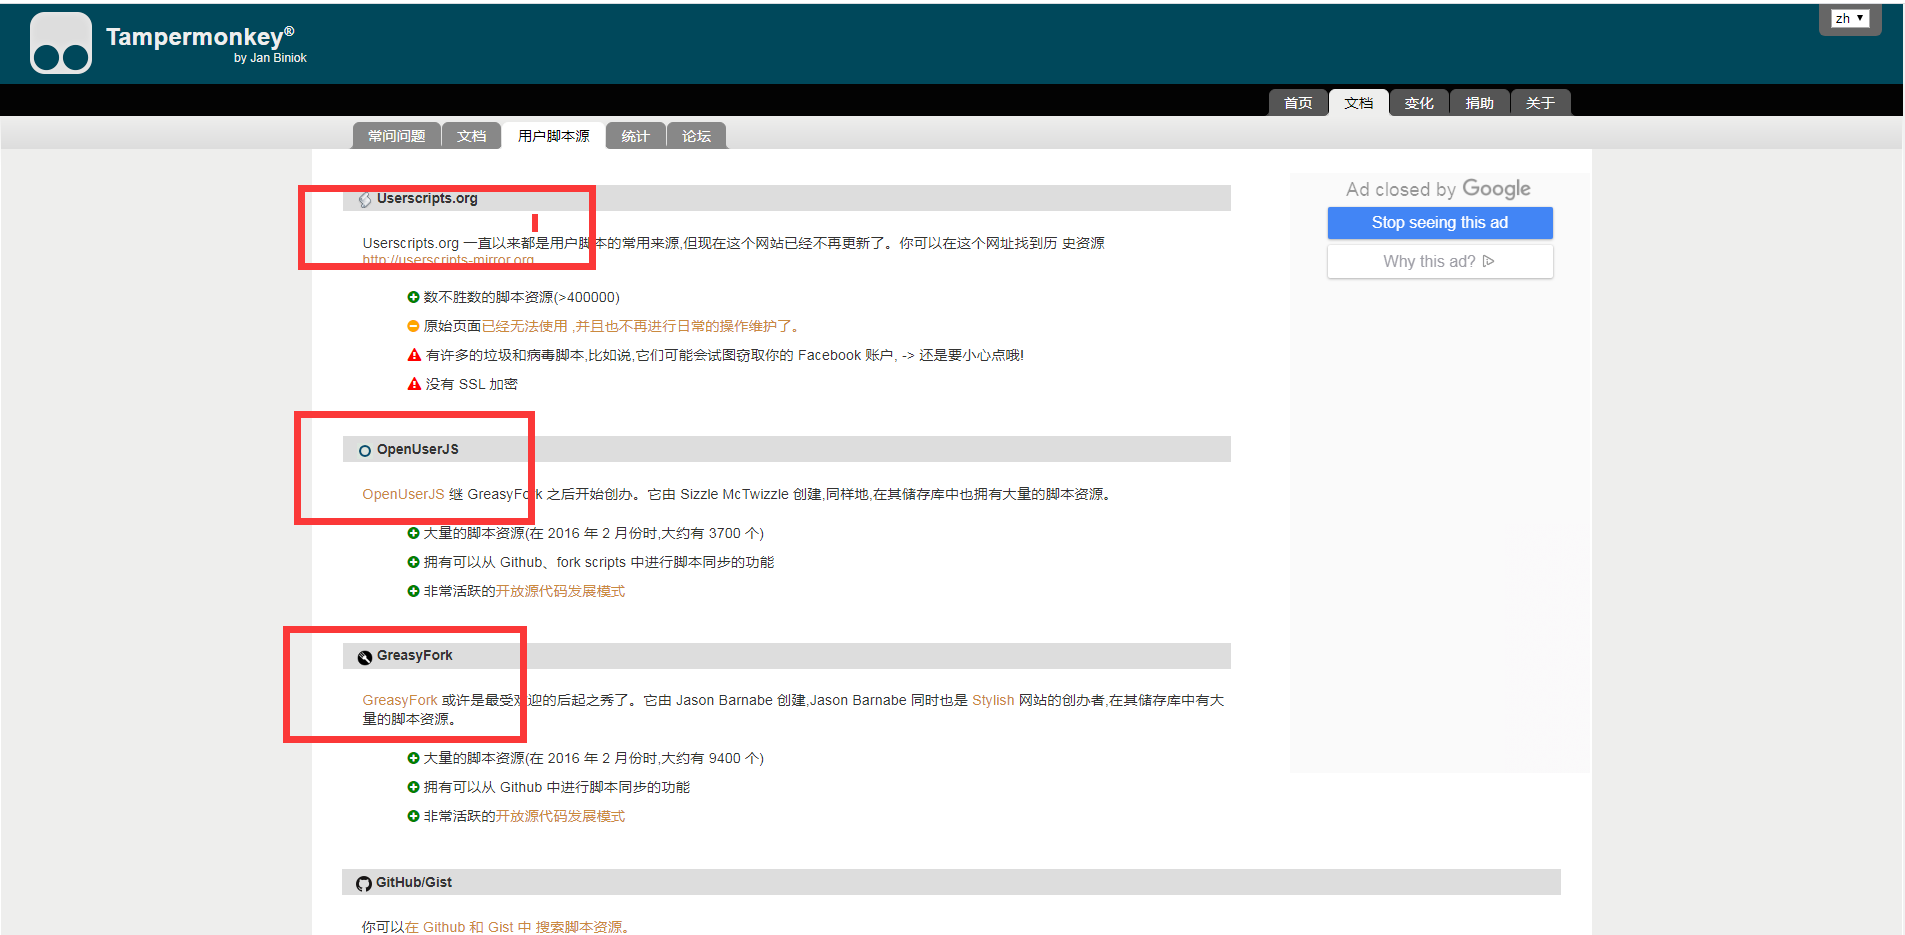 Tampermonkey®
by Jan Biniok
zh
首页 文档 变化 捐助 关于
常问问题 文档 用户脚本源 统计 论坛
Userscripts.org
Userscripts.org 一直以来都是用户脚本的常用来源,但现在这个网站已经不再更新了。你可以在这个网址找到历 史资源
http://userscripts-mirror.org
数不胜数的脚本资源(>400000)
原始页面已经无法使用 ,并且也不再进行日常的操作维护了。
有许多的垃圾和病毒脚本,比如说,它们可能会试图窃取你的 Facebook 账户, -> 还是要小心点哦!
没有 SSL 加密
OpenUserJS
OpenUserJS 继 GreasyFork 之后开始创办。它由 Sizzle McTwizzle 创建,同样地,在其储存库中也拥有大量的脚本资源。
大量的脚本资源(在 2016 年 2 月份时,大约有 3700 个)
拥有可以从 Github、fork scripts 中进行脚本同步的功能
非常活跃的开放源代码发展模式
GreasyFork
GreasyFork 或许是最受欢迎的后起之秀了。它由 Jason Barnabe 创建,Jason Barnabe 同时也是 Stylish 网站的创办者,在其储存库中有大
量的脚本资源。
大量的脚本资源(在 2016 年 2 月份时,大约有 9400 个)
拥有可以从 Github 中进行脚本同步的功能
非常活跃的开放源代码发展模式
GitHub/Gist
你可以在 Github 和 Gist 中 搜索脚本资源。
Ad closed by Google
Stop seeing this ad
Why this ad?